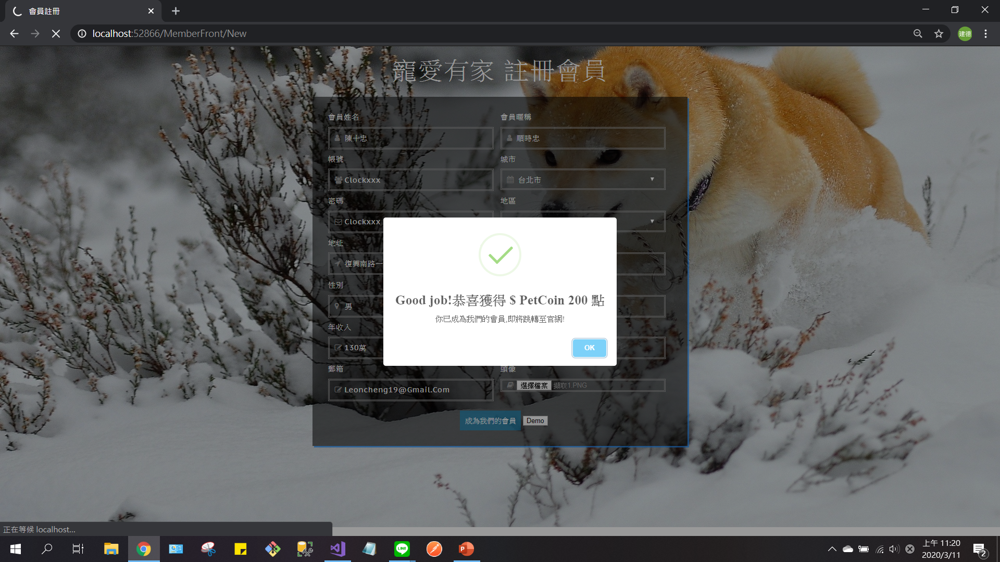 會員註冊
localhost:52866/MemberFront/New
建德
寵愛有家 註冊會員
會員姓名
會員暱稱
陳十忠
順時忠
帳號
城市
Clockxxx
台北市
密碼
地區
Clockxxx
地址
復興南路一
性別
男
年收入
130萬
Good job!恭喜獲得 $ PetCoin 200 點
你已成為我們的會員,即將跳轉至官網!
OK
郵箱
頭像
Leoncheng19@Gmail.Com
選擇檔案 擷取1.PNG
成為我們的會員
Demo
正在等候 localhost...
LINE
上午 11:20
2020/3/11
2